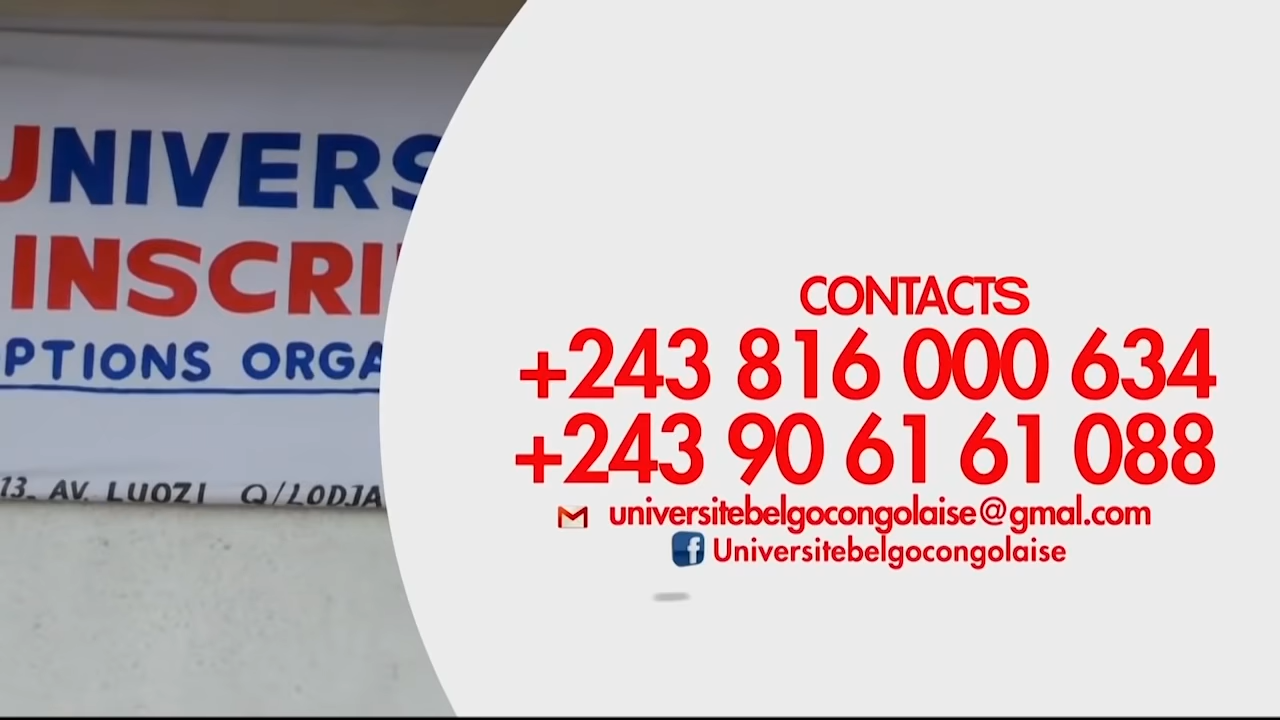 UNIVERS
INSCRI
OPTIONS ORGA
13. AV. LUOZI Q/LODJA
CONTACTS
+243 816 000 634
+243 90 61 61 088
universitebelgocongolaise@gmal.com
Universitebelgocongolaise